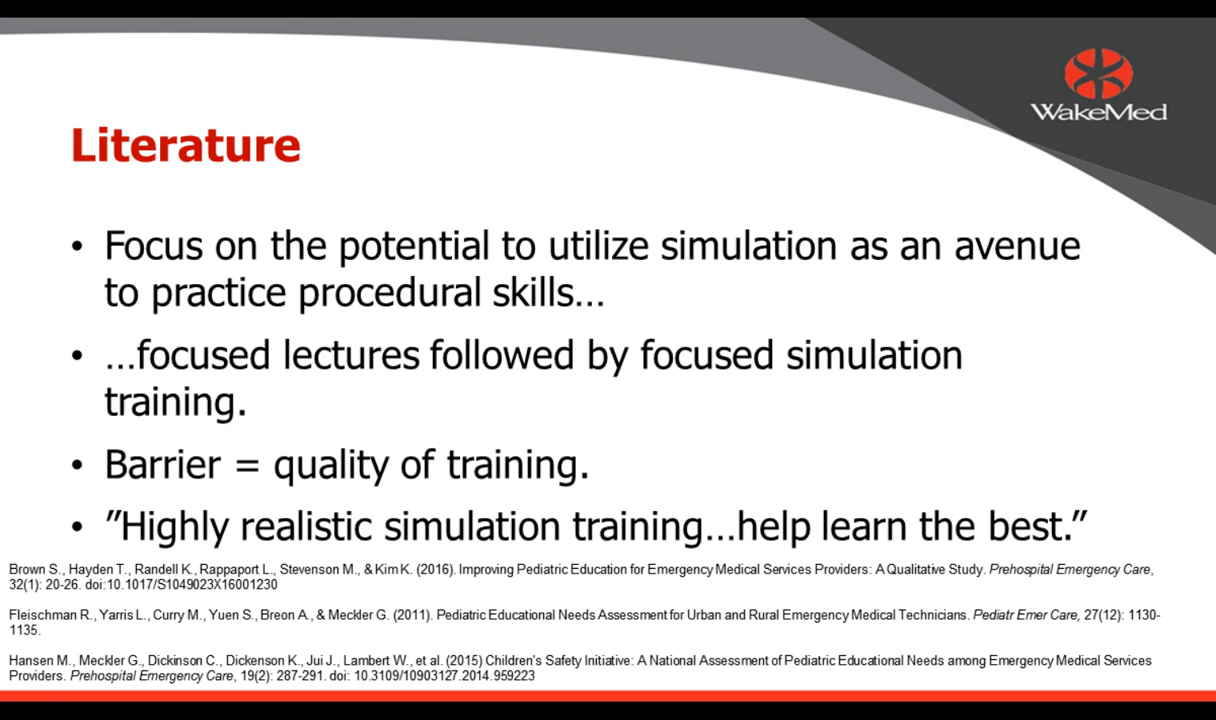 WakeMed
Literature
• Focus on the potential to utilize simulation as an avenue
to practice procedural skills...
• ...focused lectures followed by focused simulation
training.
• Barrier = quality of training.
• "Highly realistic simulation training...help learn the best."
Brown S., Hayden T., Randell K., Rappaport L., Stevenson M., & Kim K. (2016). Improving Pediatric Education for Emergency Medical Services Providers: A Qualitative Study. Prehospital Emergency Care,
32(1): 20-26. doi:10.1017/S1049023X16001230
Fleischman R., Yarris L., Curry M., Yuen S., Breon A., & Meckler G. (2011). Pediatric Educational Needs Assessment for Urban and Rural Emergency Medical Technicians. Pediatr Emer Care, 27(12): 1130-
1135.
Hansen M., Meckler G., Dickinson C., Dickenson K., Jui J., Lambert W., et al. (2015) Children's Safety Initiative: A National Assessment of Pediatric Educational Needs among Emergency Medical Services
Providers. Prehospital Emergency Care, 19(2): 287-291. doi: 10.3109/10903127.2014.959223